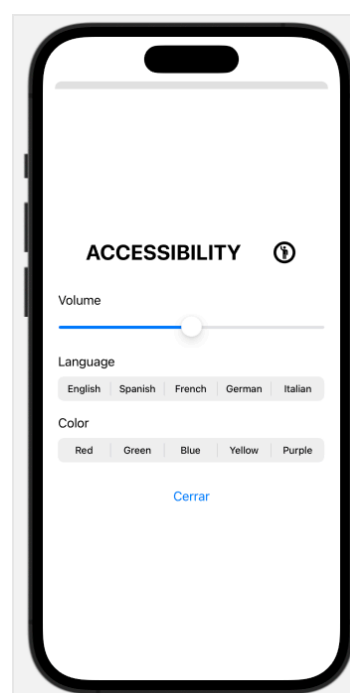 ACCESSIBILITY
Volume
Language
English Spanish French German Italian
Color
Red Green Blue Yellow Purple
Cerrar